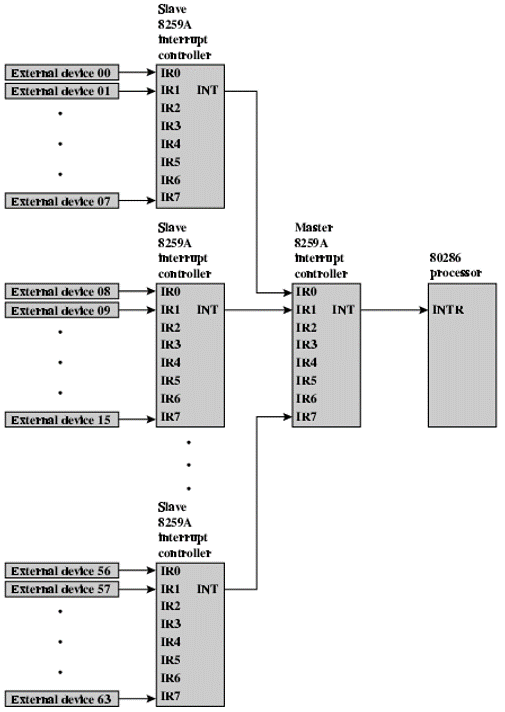 Slave
8259A
interrupt
controller
External device 00
External device 01
External device 07
IR0
IR1 INT
IR2
IR3
IR4
IR5
IR6
IR7
Slave
8259A
interrupt
controller
External device 08
External device 09
External device 15
IR0
IR1 INT
IR2
IR3
IR4
IR5
IR6
IR7
Master
8259A
interrupt
controller
IR0
IR1 INT
IR2
IR3
IR4
IR5
IR6
IR7
80286
processor
INTR
Slave
8259A
interrupt
controller
External device 56
External device 57
External device 63
IR0
IR1 INT
IR2
IR3
IR4
IR5
IR6
IR7